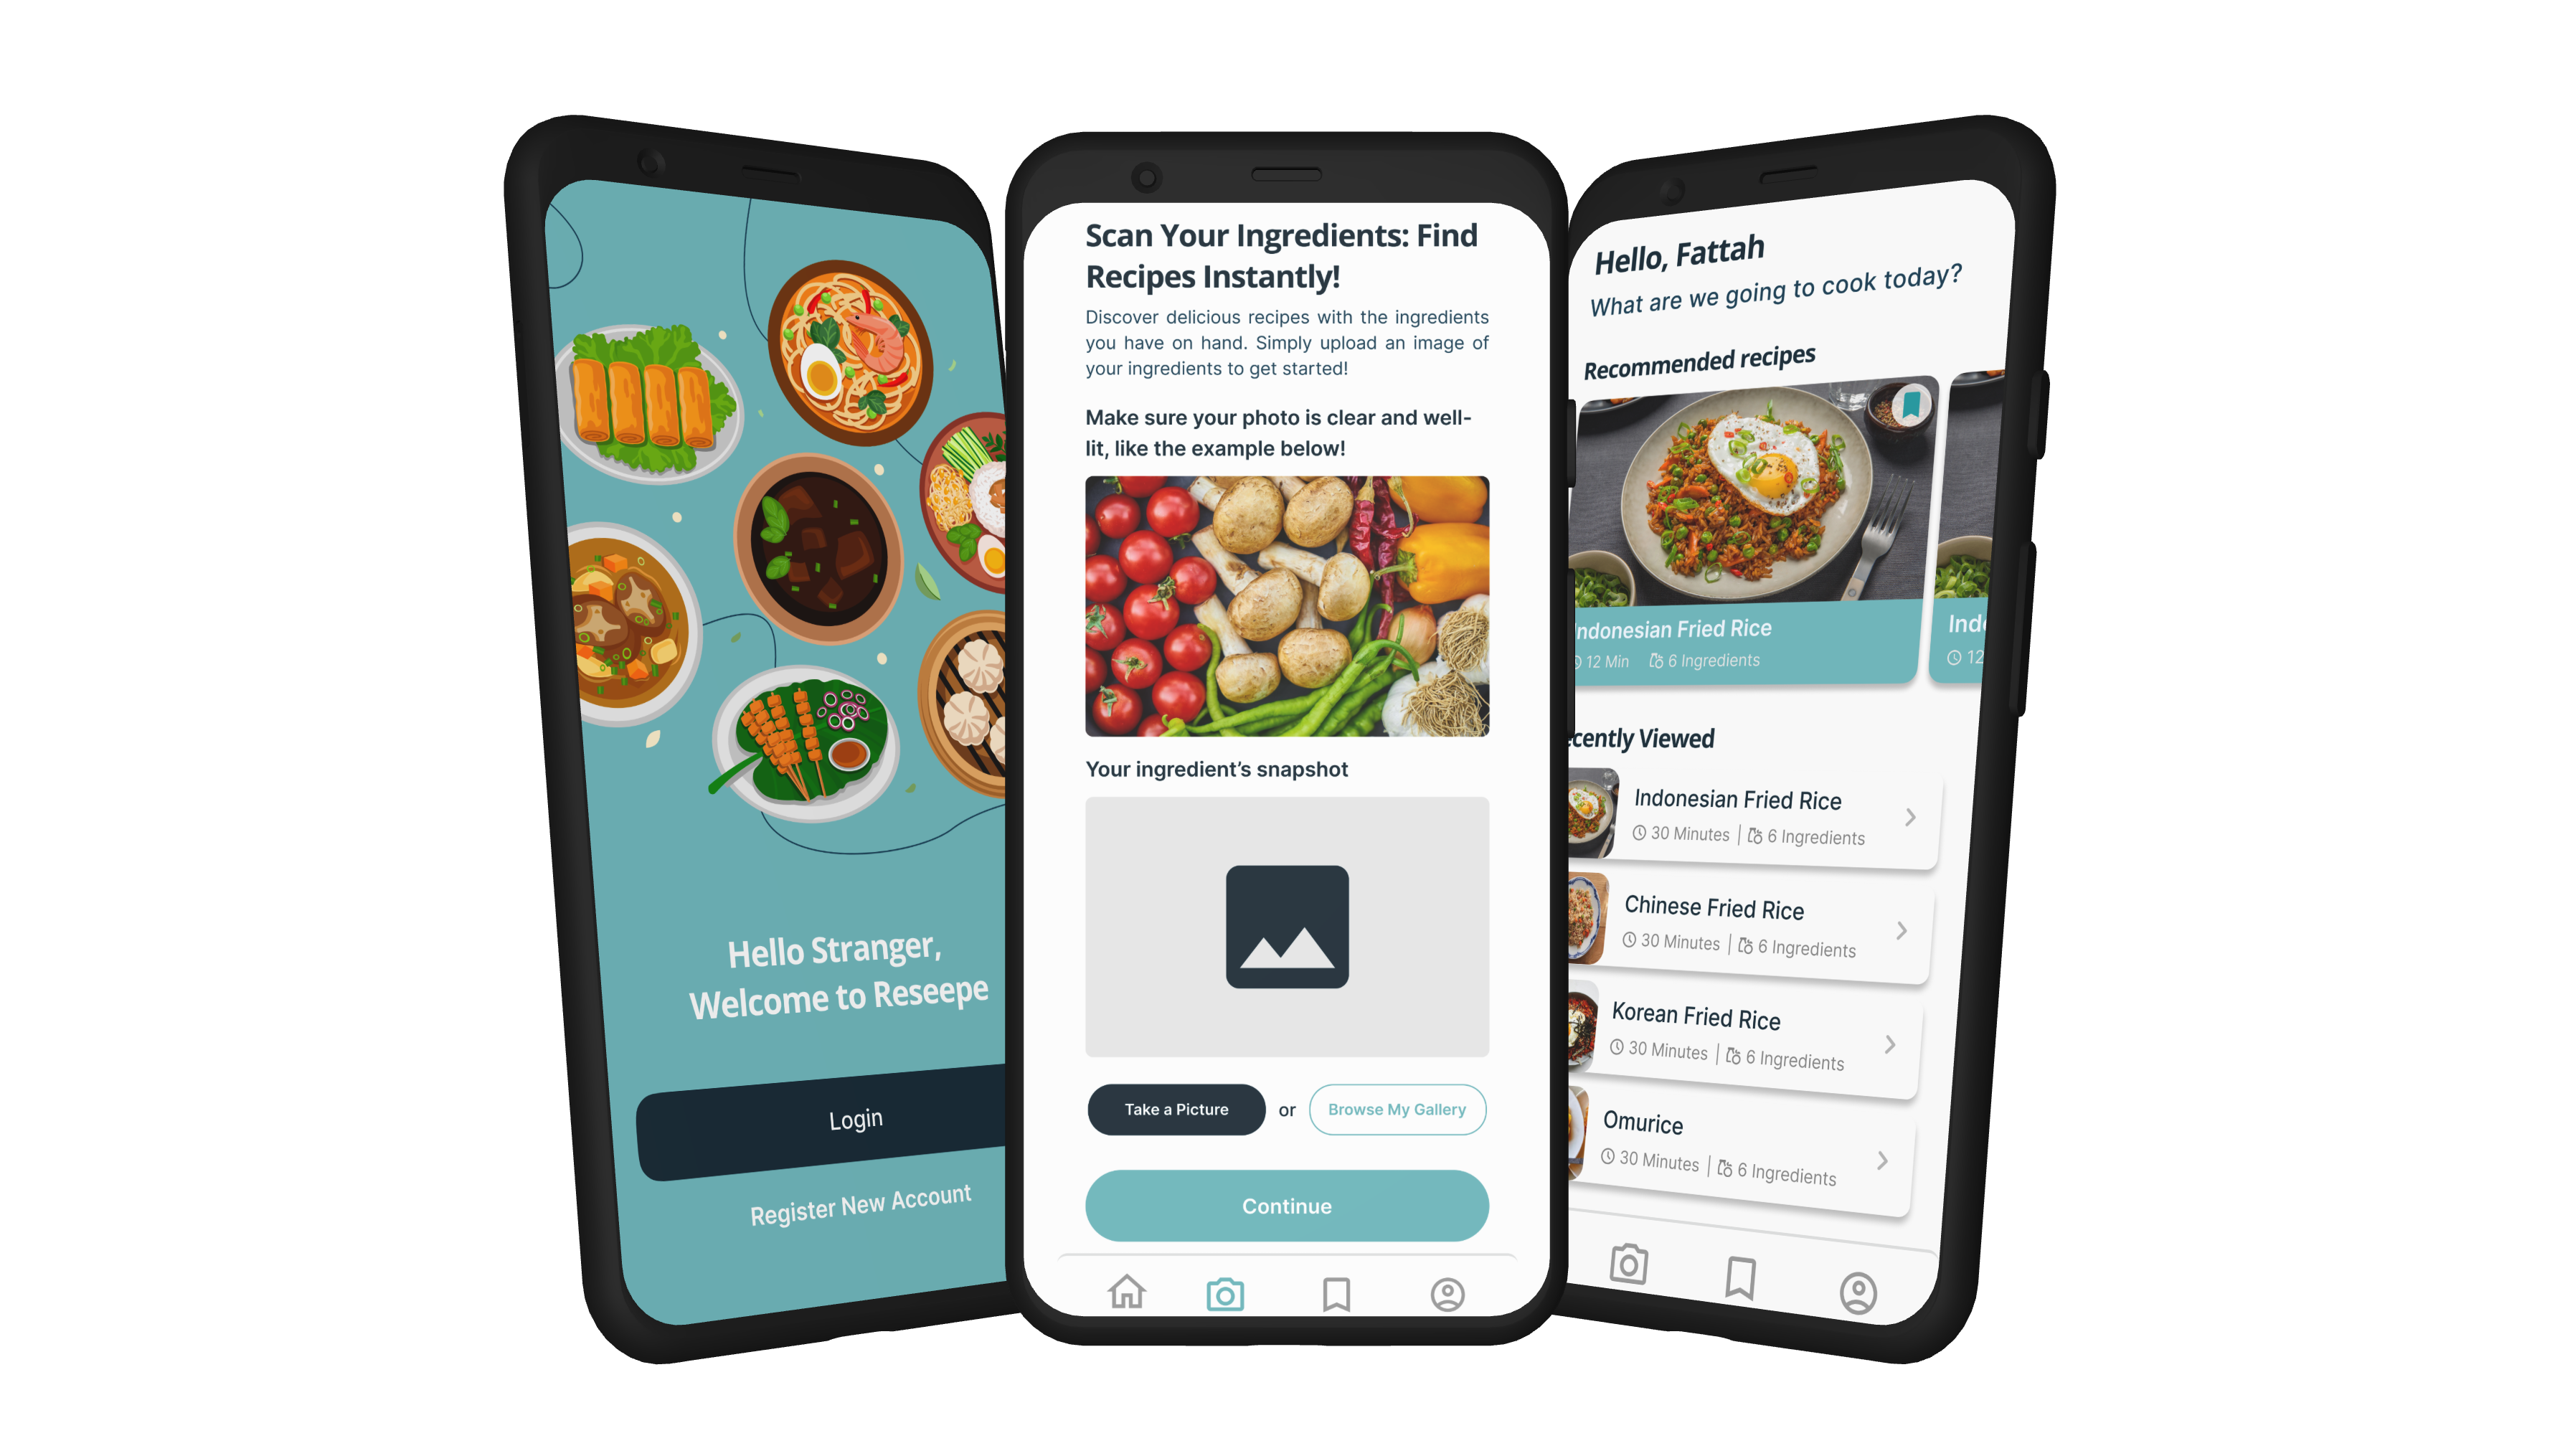 Hello Stranger,
Welcome to Reseepe
Login
Register New Account
Scan Your Ingredients: Find
Recipes Instantly!
Discover delicious recipes with the ingredients
you have on hand. Simply upload an image of
your ingredients to get started!
Make sure your photo is clear and well-
lit, like the example below!
Your ingredient’s snapshot
Take a Picture or Browse My Gallery
Continue
Hello, Fattah
What are we going to cook today?
Recommended recipes
Indonesian Fried Rice
12 Min 6 Ingredients
Ind
12
cently Viewed
Indonesian Fried Rice
30 Minutes | 6 Ingredients
Chinese Fried Rice
30 Minutes | 6 Ingredients
Korean Fried Rice
30 Minutes | 6 Ingredients
Omurice
30 Minutes | 6 Ingredients